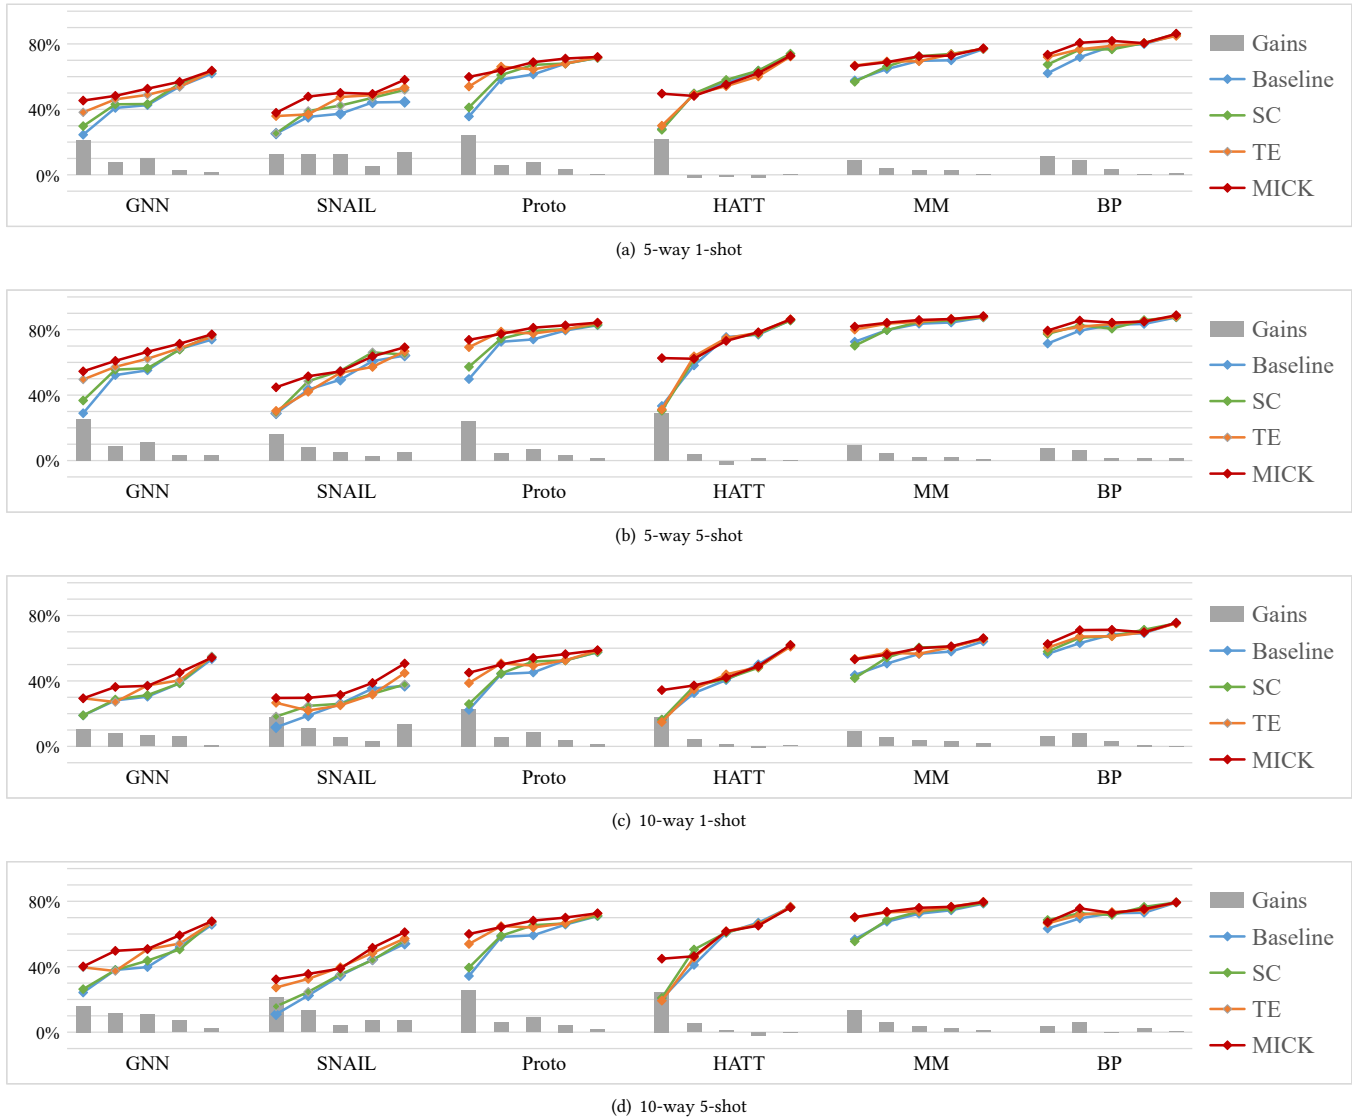 80%
40%
0%
GNN SNAIL Proto HATT MM BP
Gains
Baseline
SC
TE
MICK
(a) 5-way 1-shot
80%
40%
0%
GNN SNAIL Proto HATT MM BP
Gains
Baseline
SC
TE
MICK
(b) 5-way 5-shot
80%
40%
0%
GNN SNAIL Proto HATT MM BP
Gains
Baseline
SC
TE
MICK
(c) 10-way 1-shot
80%
40%
0%
GNN SNAIL Proto HATT MM BP
Gains
Baseline
SC
TE
MICK
(d) 10-way 5-shot